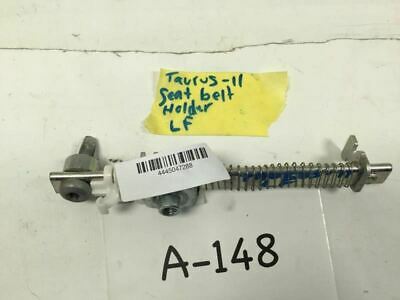 Taurus-11
Seat belt
Holder
LF
4445047288
A-148